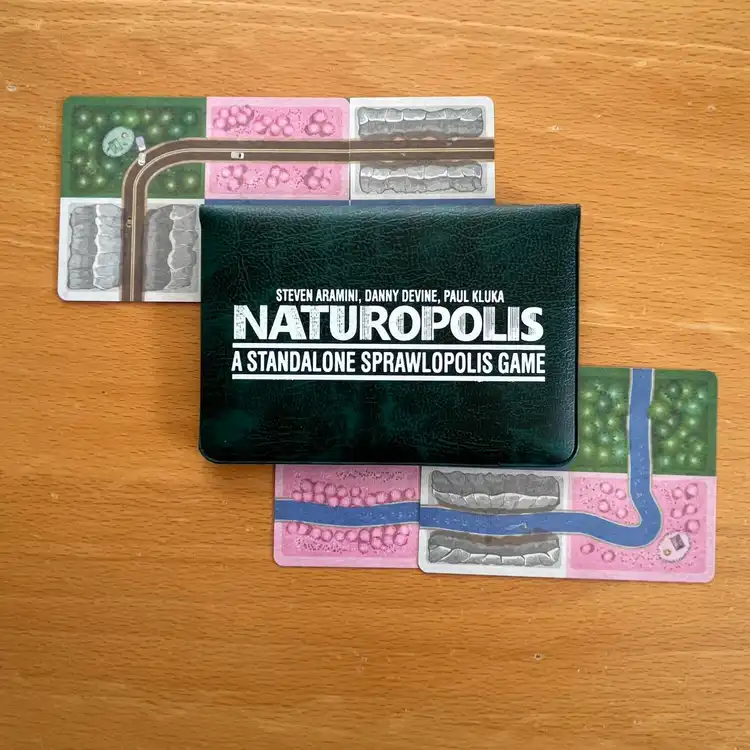 STEVEN ARAMINI, DANNY DEVINE, PAUL KLUKA
NATUROPOLIS
A STANDALONE SPRAWLOPOLIS GAME